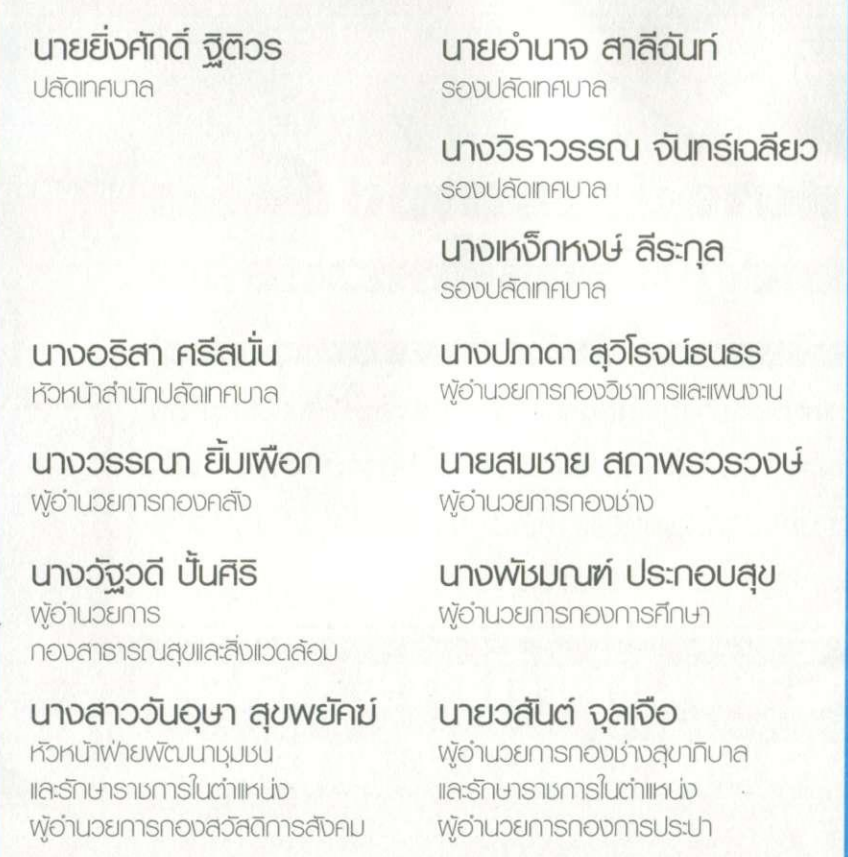 นายยิ่งศักดิ์ ฐิติวร
ปลัดเทศบาล
นายอำนาจ สาลีฉันท์
รองปลัดเทศบาล
นางวิราวรรณ จันทร์เฉลียว
รองปลัดเทศบาล
นางเหง็กหงษ์ ลีระกุล
รองปลัดเทศบาล
นางอริสา ศรีสนั่น
หัวหน้าสำนักปลัดเทศบาล
นางปภาดา สุวิโรจน์ธนธร
ผู้อำนวยการกองวิชาการและแผนงาน
นางวรรณา ยิ้มเผือก
ผู้อำนวยการกองคลัง
นายสมชาย สถาพรวรวงษ์
ผู้อำนวยการกองช่าง
นางวัฐวดี ปั้นศิริ
ผู้อำนวยการ
กองสาธารณสุขและสิ่งแวดล้อม
นางพัชมณฑ์ ประกอบสุข
ผู้อำนวยการกองการศึกษา
นางสาววันอุษา สุขพยัคฆ์
หัวหน้าฝ่ายพัฒนาชุมชน
และรักษาราชการในตำแหน่ง
ผู้อำนวยการกองสวัสดิการสังคม
นายวสันต์ จุลเจือ
ผู้อำนวยการกองช่างสุขาภิบาล
และรักษาราชการในตำแหน่ง
ผู้อำนวยการกองการประปา